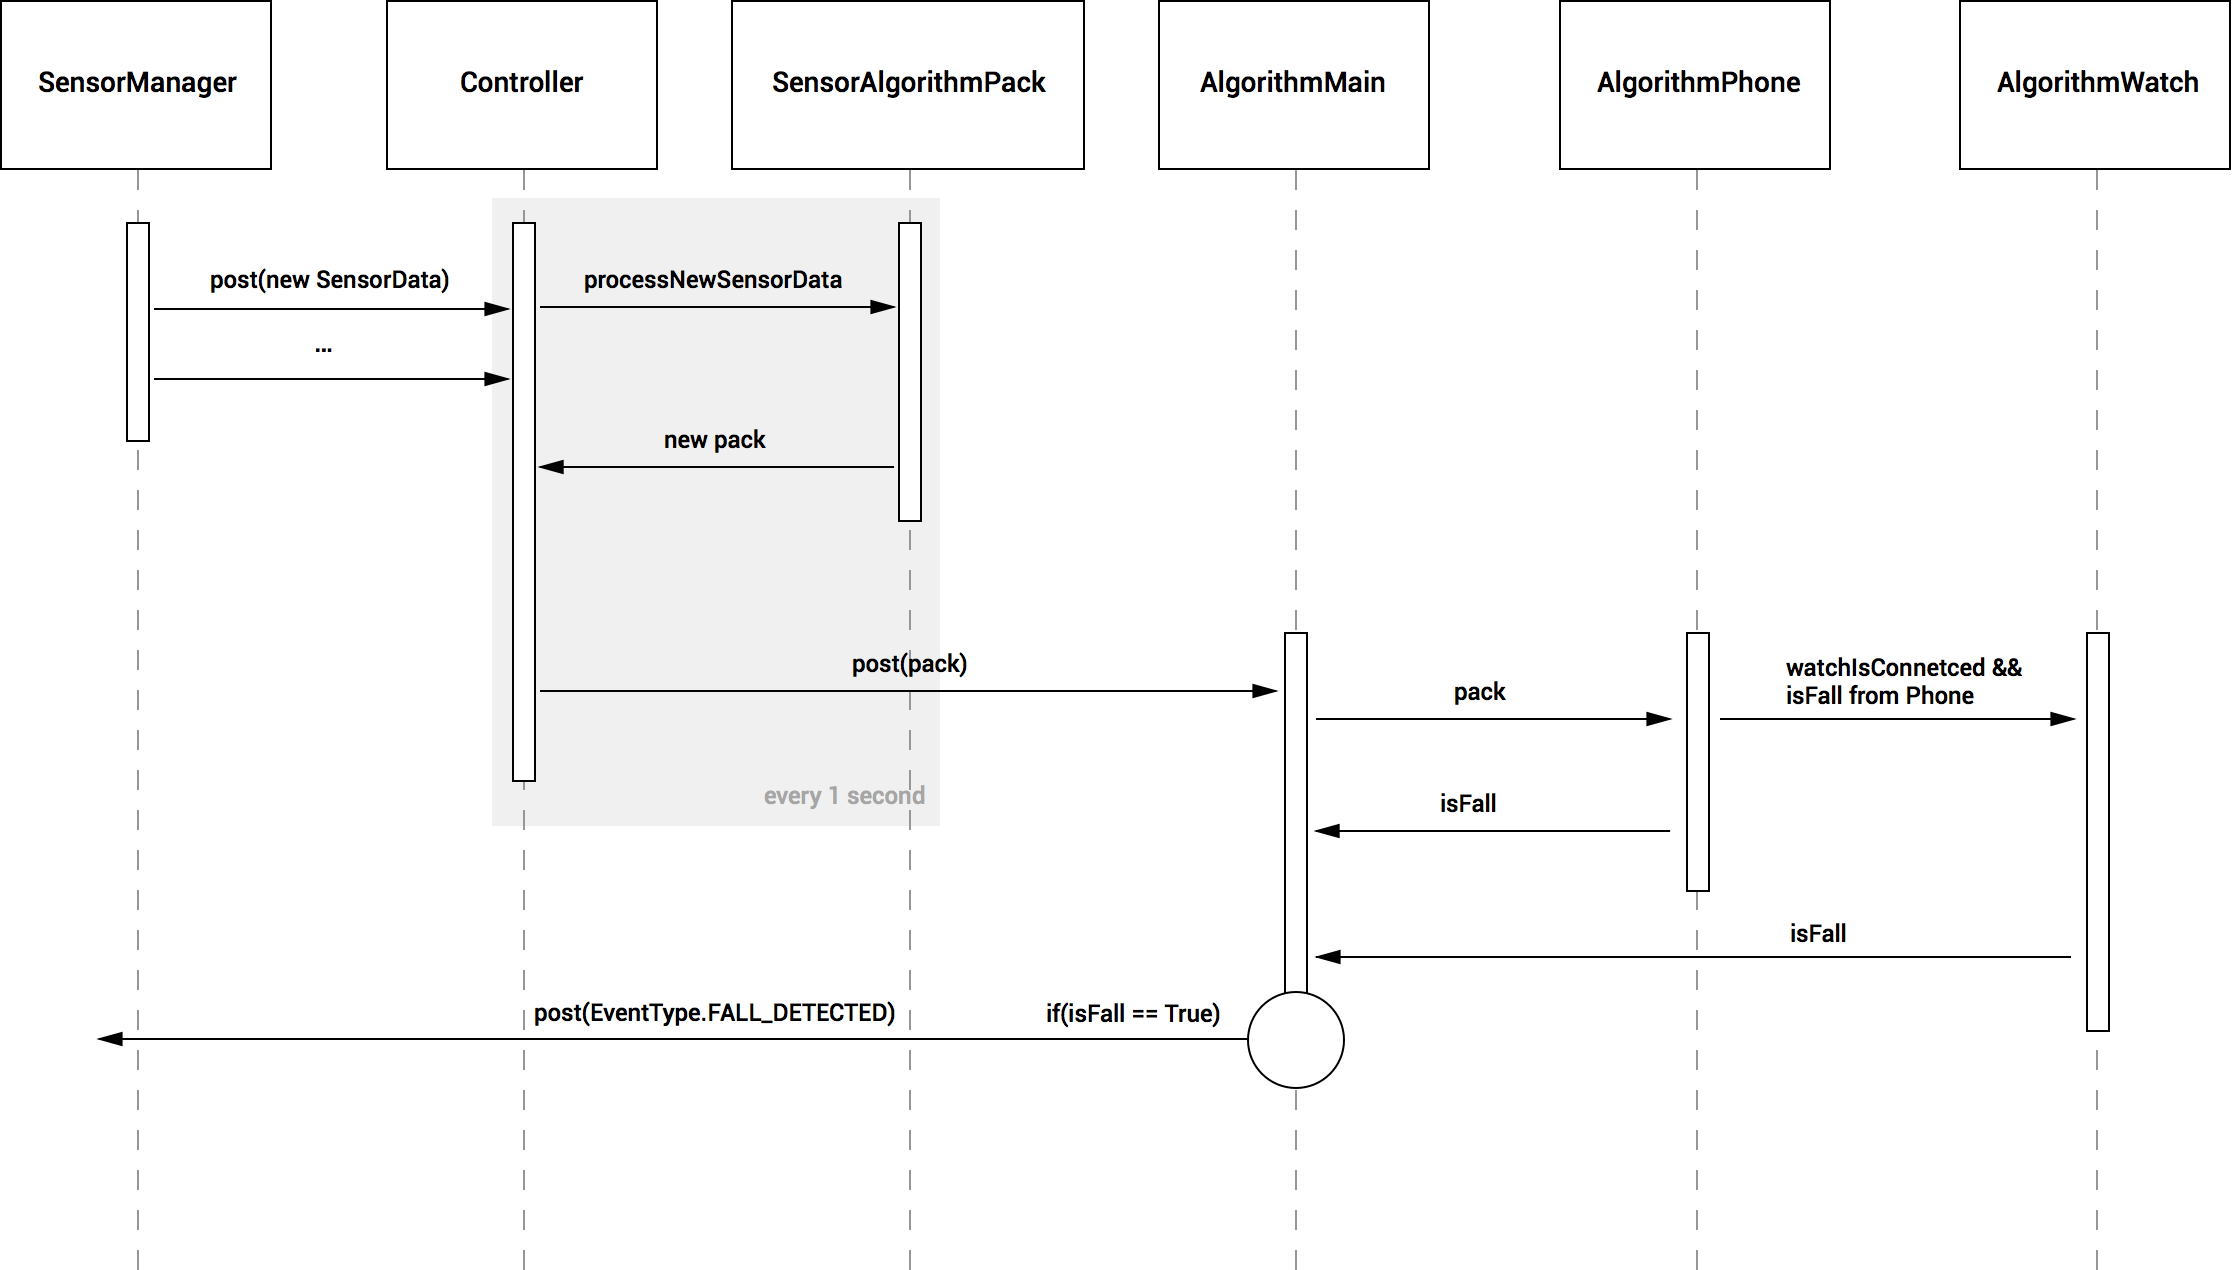 SensorManager
Controller
SensorAlgorithmPack
AlgorithmMain
AlgorithmPhone
AlgorithmWatch
post(new SensorData)
processNewSensorData
...
new pack
post(pack)
pack
watchIsConnetced &&
isFall from Phone
every 1 second
isFall
isFall
post(EventType.FALL_DETECTED)
if(isFall == True)